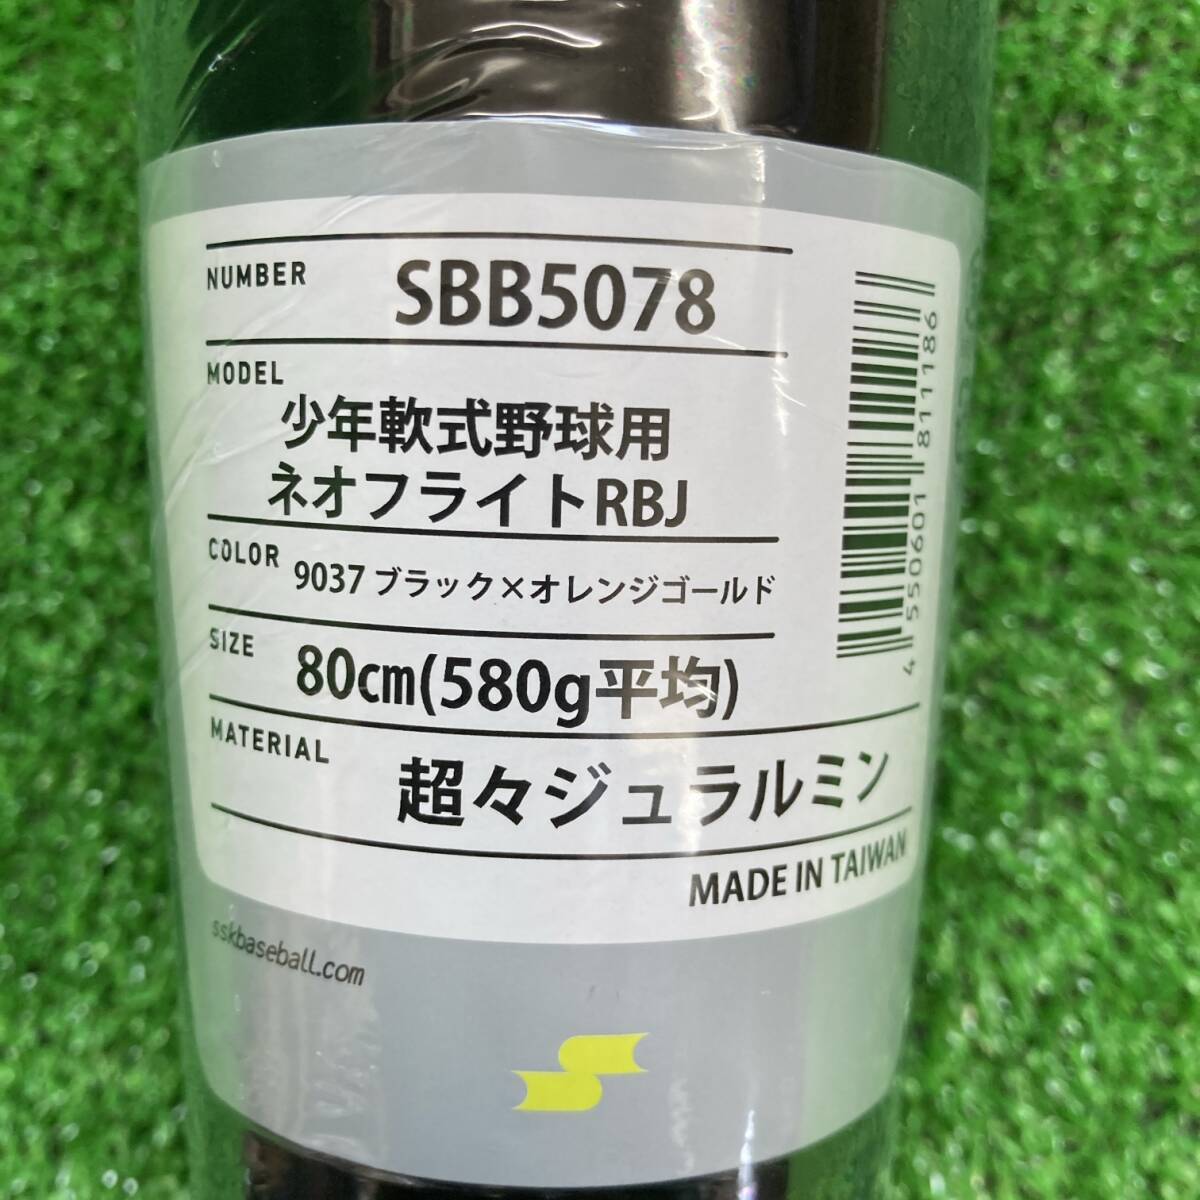 NUMBER SBB5078
MODEL
少年軟式野球用
ネオフライトRBJ
COLOR 9037 ブラック×オレンジゴールド
SIZE 80cm(580g平均)
MATERIAL
超々ジュラルミン
MADE IN TAIWAN
4 550601 811186
sskbaseball.com